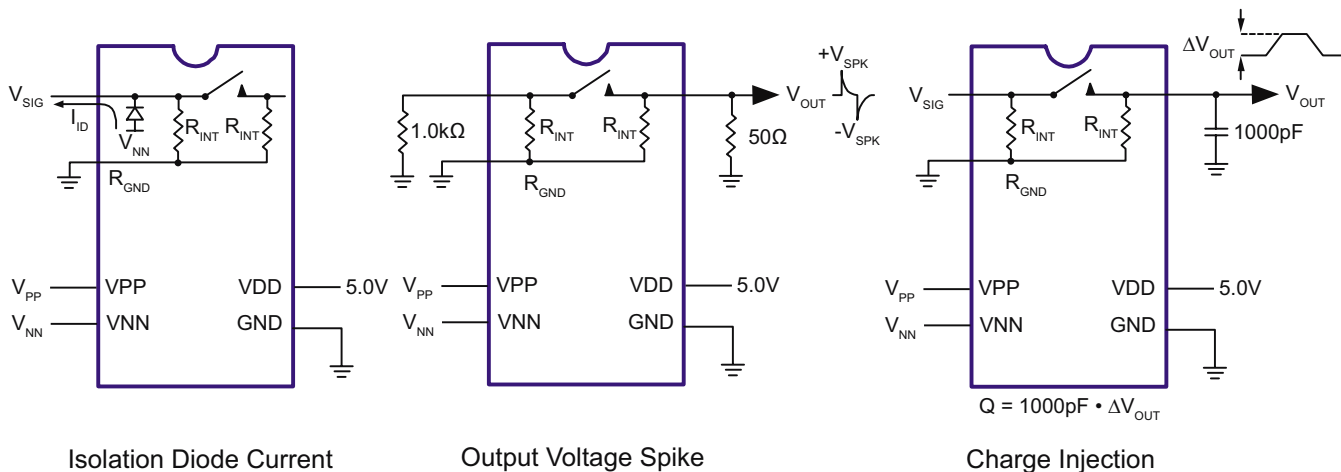 V_SIG
I_ID
V_NN
R_INT
R_INT
R_GND
V_PP
VPP
VDD
5.0V
V_NN
VNN
GND
Isolation Diode Current
1.0kΩ
R_INT
R_INT
R_GND
50Ω
V_OUT
+V_SPK
-V_SPK
V_PP
VPP
VDD
5.0V
V_NN
VNN
GND
Output Voltage Spike
ΔV_OUT
V_SIG
V_OUT
R_INT
R_INT
1000pF
R_GND
V_PP
VPP
VDD
5.0V
V_NN
VNN
GND
Q = 1000pF • ΔV_OUT
Charge Injection